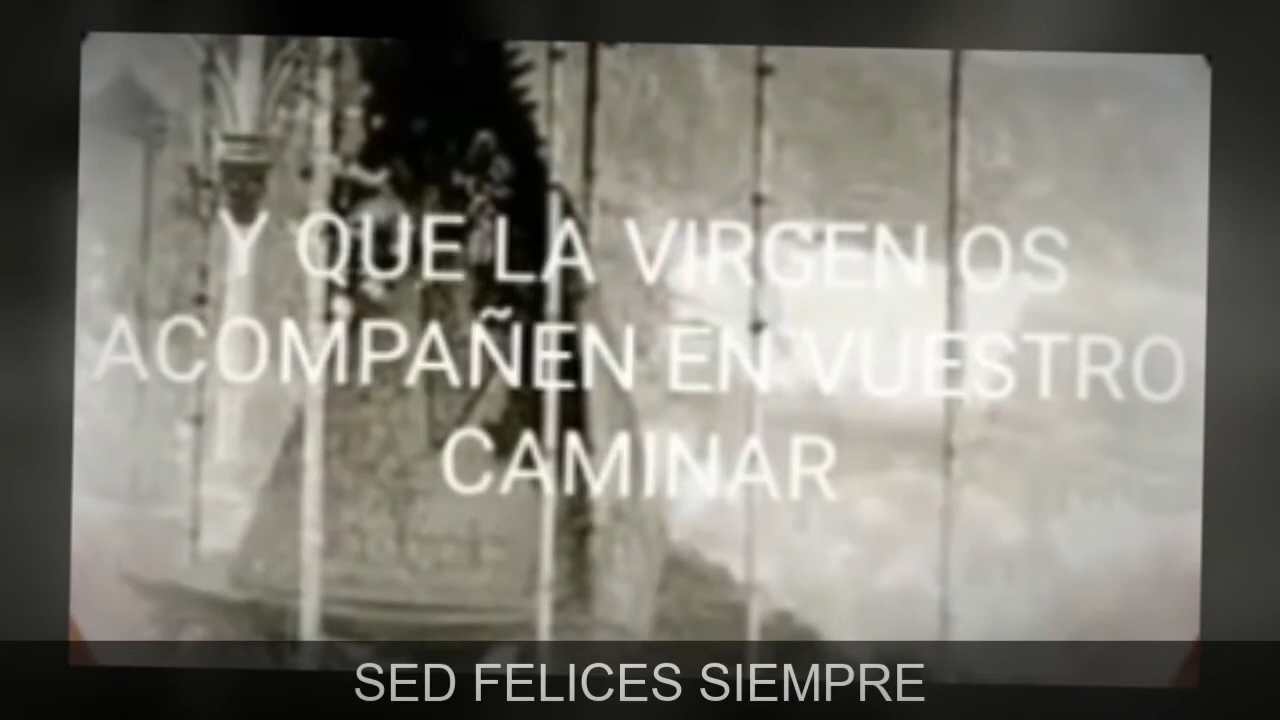 Y QUE LA VIRGEN OS
ACOMPAÑEN EN VUESTRO
CAMINAR
SED FELICES SIEMPRE